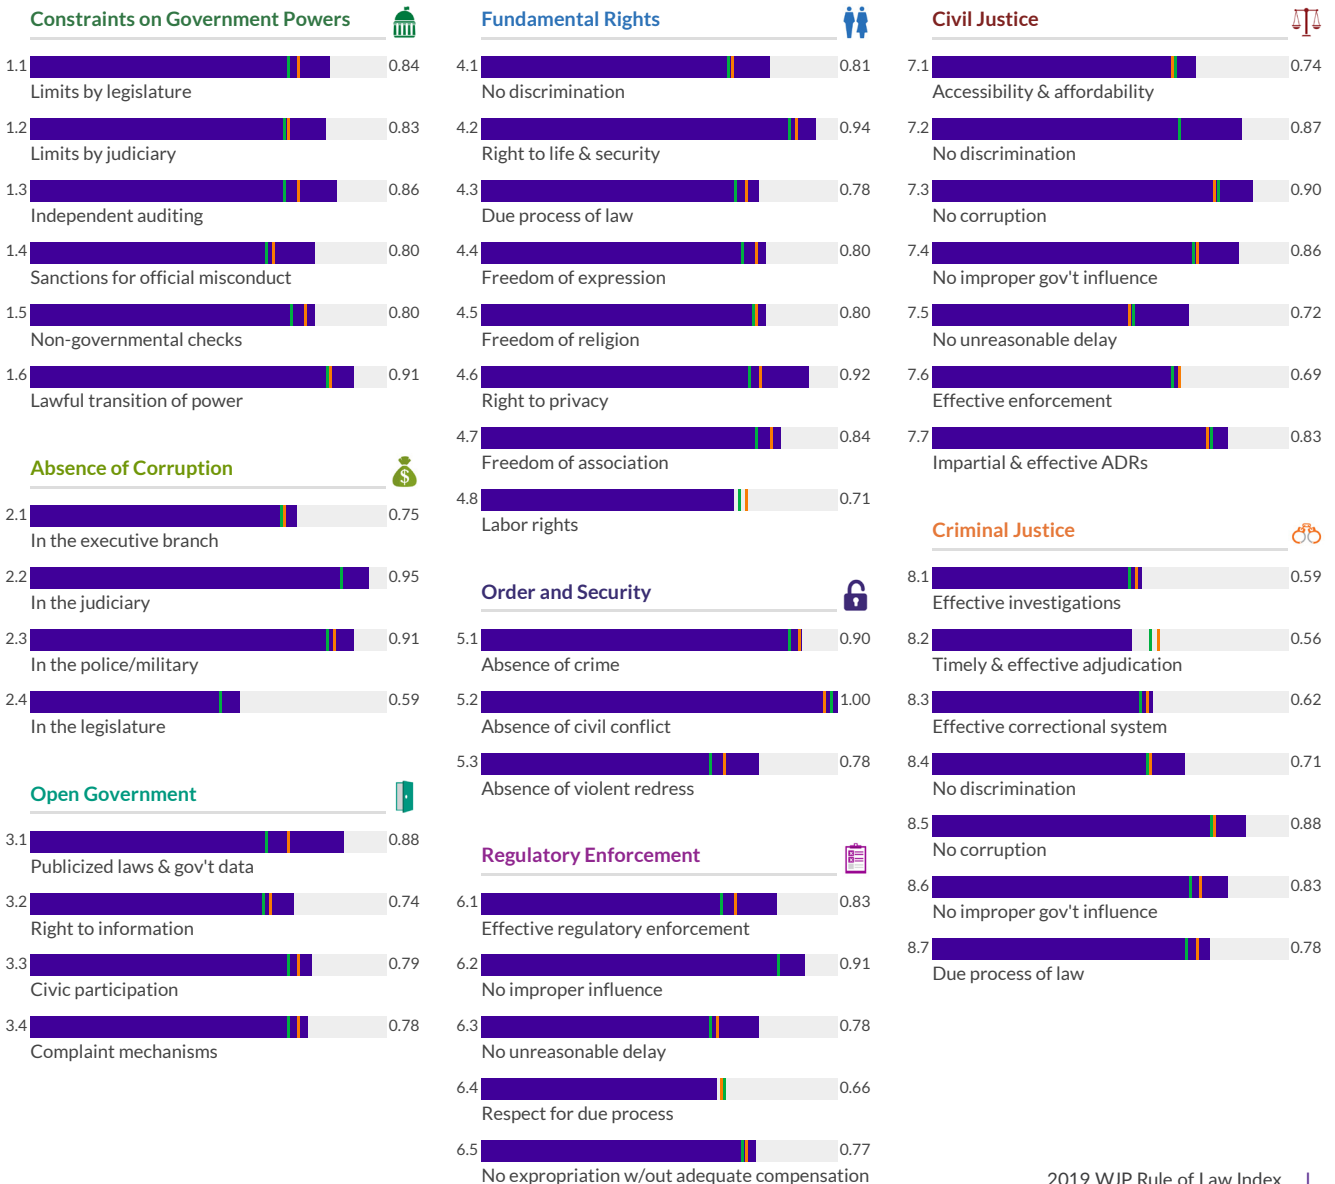 Constraints on Government Powers
1.1 0.84
Limits by legislature
1.2 0.83
Limits by judiciary
1.3 0.86
Independent auditing
1.4 0.80
Sanctions for official misconduct
1.5 0.80
Non-governmental checks
1.6 0.91
Lawful transition of power
Absence of Corruption
$
2.1 0.75
In the executive branch
2.2 0.95
In the judiciary
2.3 0.91
In the police/military
2.4 0.59
In the legislature
Open Government
3.1 0.88
Publicized laws & gov't data
3.2 0.74
Right to information
3.3 0.79
Civic participation
3.4 0.78
Complaint mechanisms
Fundamental Rights
4.1 0.81
No discrimination
4.2 0.94
Right to life & security
4.3 0.78
Due process of law
4.4 0.80
Freedom of expression
4.5 0.80
Freedom of religion
4.6 0.92
Right to privacy
4.7 0.84
Freedom of association
4.8 0.71
Labor rights
Order and Security
5.1 0.90
Absence of crime
5.2 1.00
Absence of civil conflict
5.3 0.78
Absence of violent redress
Regulatory Enforcement
6.1 0.83
Effective regulatory enforcement
6.2 0.91
No improper influence
6.3 0.78
No unreasonable delay
6.4 0.66
Respect for due process
6.5 0.77
No expropriation w/out adequate compensation
Civil Justice
7.1 0.74
Accessibility & affordability
7.2 0.87
No discrimination
7.3 0.90
No corruption
7.4 0.86
No improper gov't influence
7.5 0.72
No unreasonable delay
7.6 0.69
Effective enforcement
7.7 0.83
Impartial & effective ADRs
Criminal Justice
8.1 0.59
Effective investigations
8.2 0.56
Timely & effective adjudication
8.3 0.62
Effective correctional system
8.4 0.71
No discrimination
8.5 0.88
No corruption
8.6 0.83
No improper gov't influence
8.7 0.78
Due process of law
2019 WJP Rule of Law Index |